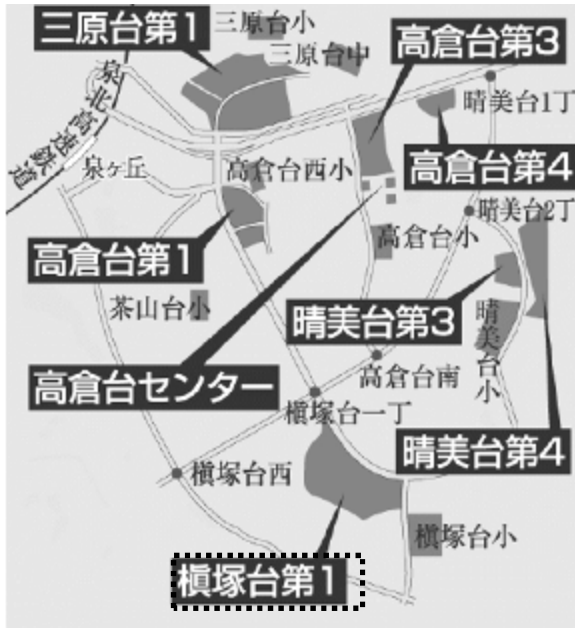 三原台第1
三原台小
三原台中
高倉台第3
泉北高速鉄道
晴美台1丁
泉ヶ丘
高倉台西小
高倉台第4
晴美台2丁
高倉台第1
高倉台小
茶山台小
晴美台第3
晴美台小
高倉台センター
高倉台南
槇塚台一丁
晴美台第4
槇塚台西
槇塚台小
槇塚台第1